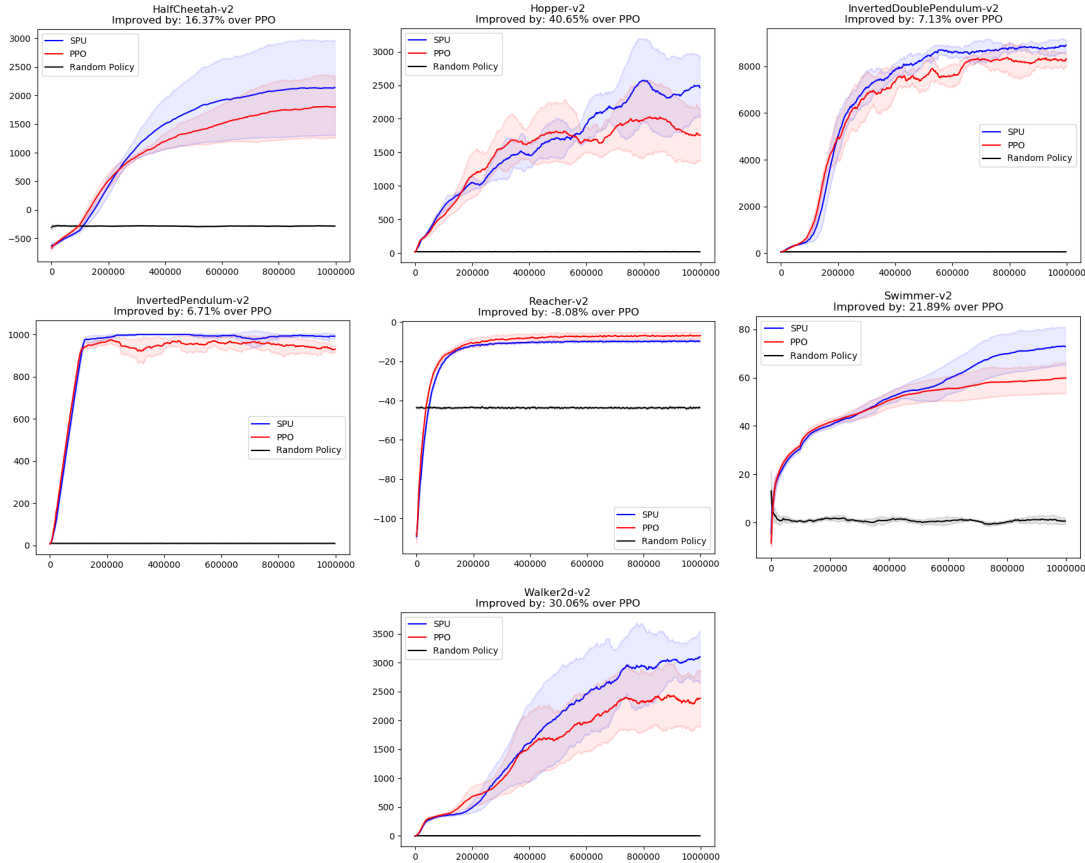 HalfCheetah-v2
Improved by: 16.37% over PPO
3000
2500
2000
1500
1000
500
0
−500
SPU
PPO
Random Policy
0 200000 400000 600000 800000 1000000
Hopper-v2
Improved by: 40.65% over PPO
3000
2500
2000
1500
1000
500
0
SPU
PPO
Random Policy
0 200000 400000 600000 800000 1000000
InvertedDoublePendulum-v2
Improved by: 7.13% over PPO
8000
6000
4000
2000
0
SPU
PPO
Random Policy
0 200000 400000 600000 800000 1000000
InvertedPendulum-v2
Improved by: 6.71% over PPO
1000
800
600
400
200
0
SPU
PPO
Random Policy
0 200000 400000 600000 800000 1000000
Reacher-v2
Improved by: -8.08% over PPO
0
−20
−40
−60
−80
−100
SPU
PPO
Random Policy
0 200000 400000 600000 800000 1000000
Swimmer-v2
Improved by: 21.89% over PPO
80
60
40
20
0
SPU
PPO
Random Policy
0 200000 400000 600000 800000 1000000
Walker2d-v2
Improved by: 30.06% over PPO
3500
3000
2500
2000
1500
1000
500
0
SPU
PPO
Random Policy
0 200000 400000 600000 800000 1000000